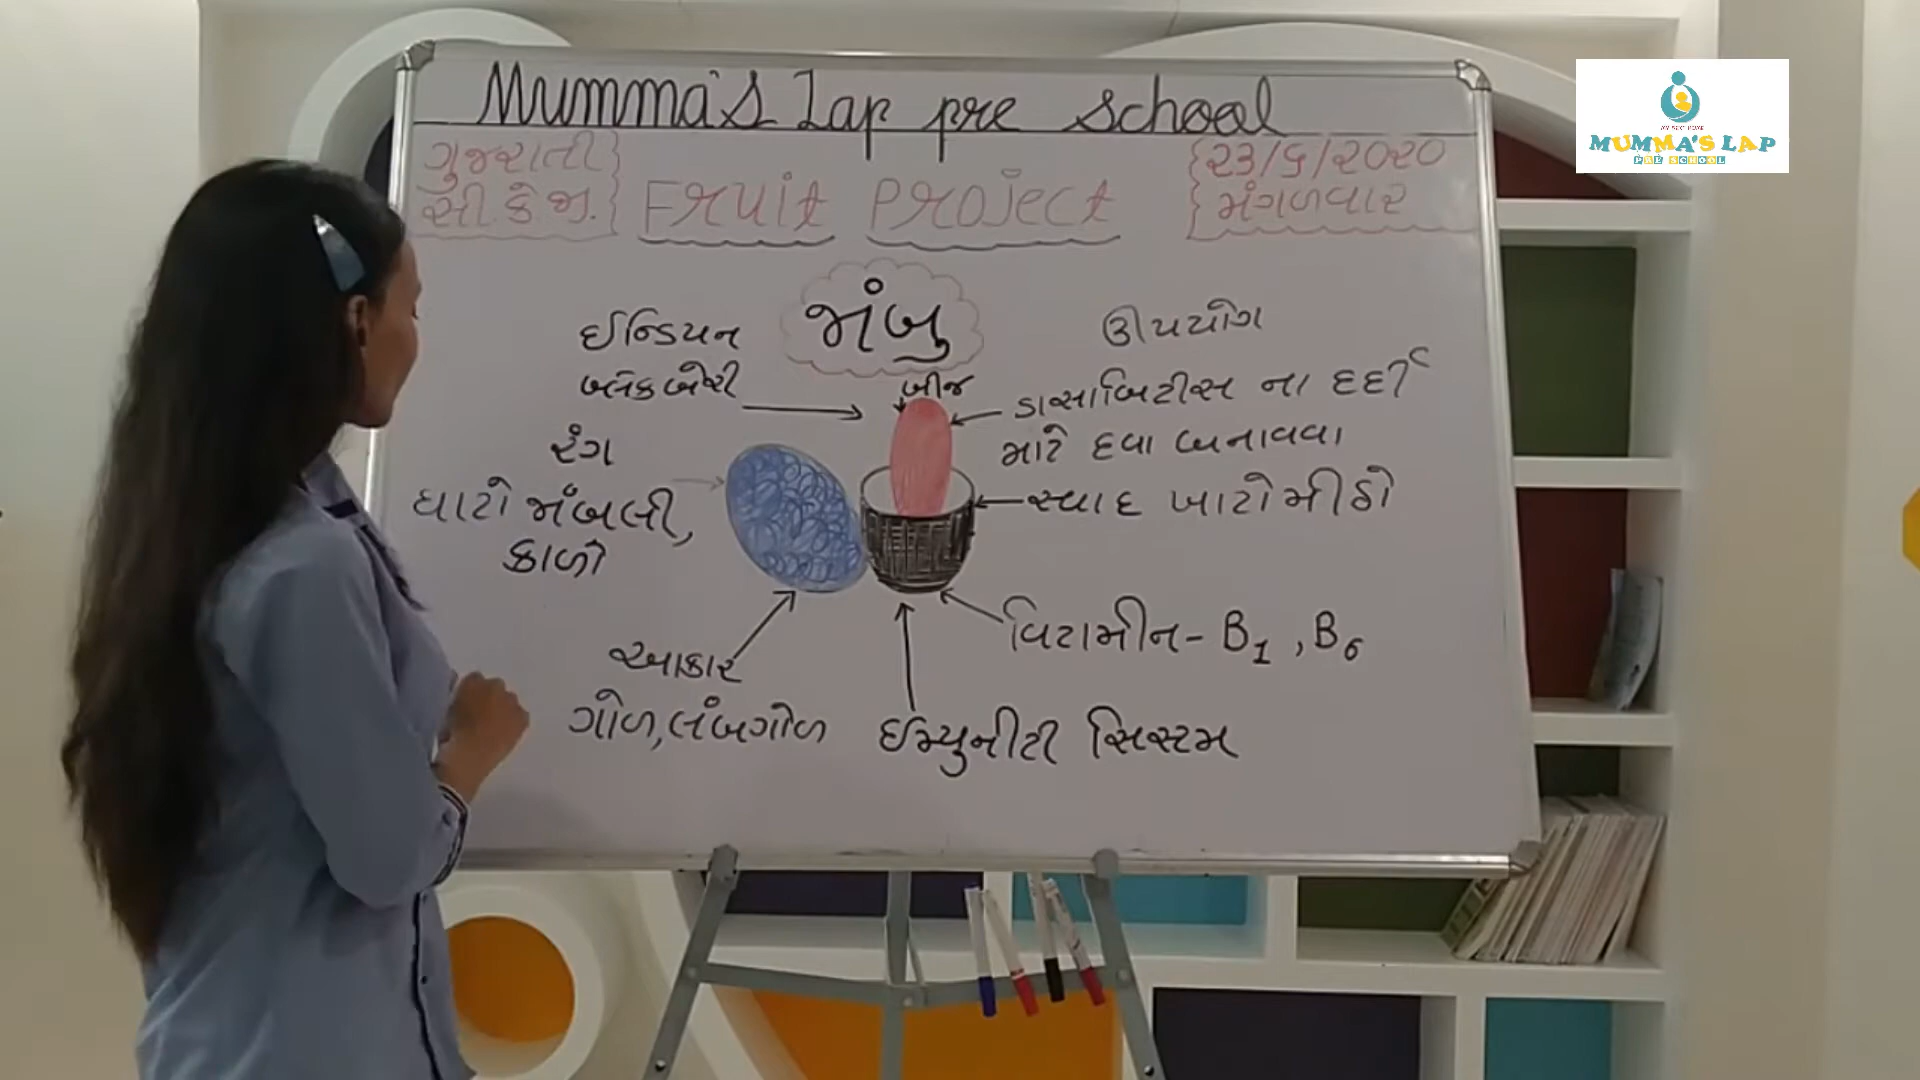 Mumma's Lap pre school
ગુજરાતી
સી.કે.જી.
Fruit Project
૨૩/૬/૨૦૨૦
મંગળવાર
જાંબુ
ઈન્ડિયન
બ્લેકબેરી
બીજ
રંગ
ઘાટો જાંબલી,
કાળો
આકાર
ગોળ,લંબગોળ
ઉપયોગ
ડાયાબિટીસ ના દર્દી
માટે દવા બનાવવા
સ્વાદ ખાટોમીઠો
વિટામીન- B1 , B6
ઈમ્યુનીટી સિસ્ટમ
MUMMA'S LAP
PRE SCHOOL